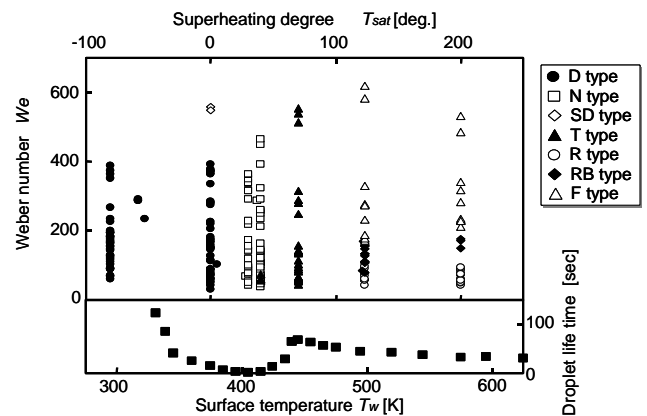 Superheating degree Tsat [deg.]
-100 0 100 200
Weber number We
600
400
200
0
D type
N type
SD type
T type
R type
RB type
F type
100
0
Droplet life time [sec]
300 400 500 600
Surface temperature Tw [K]